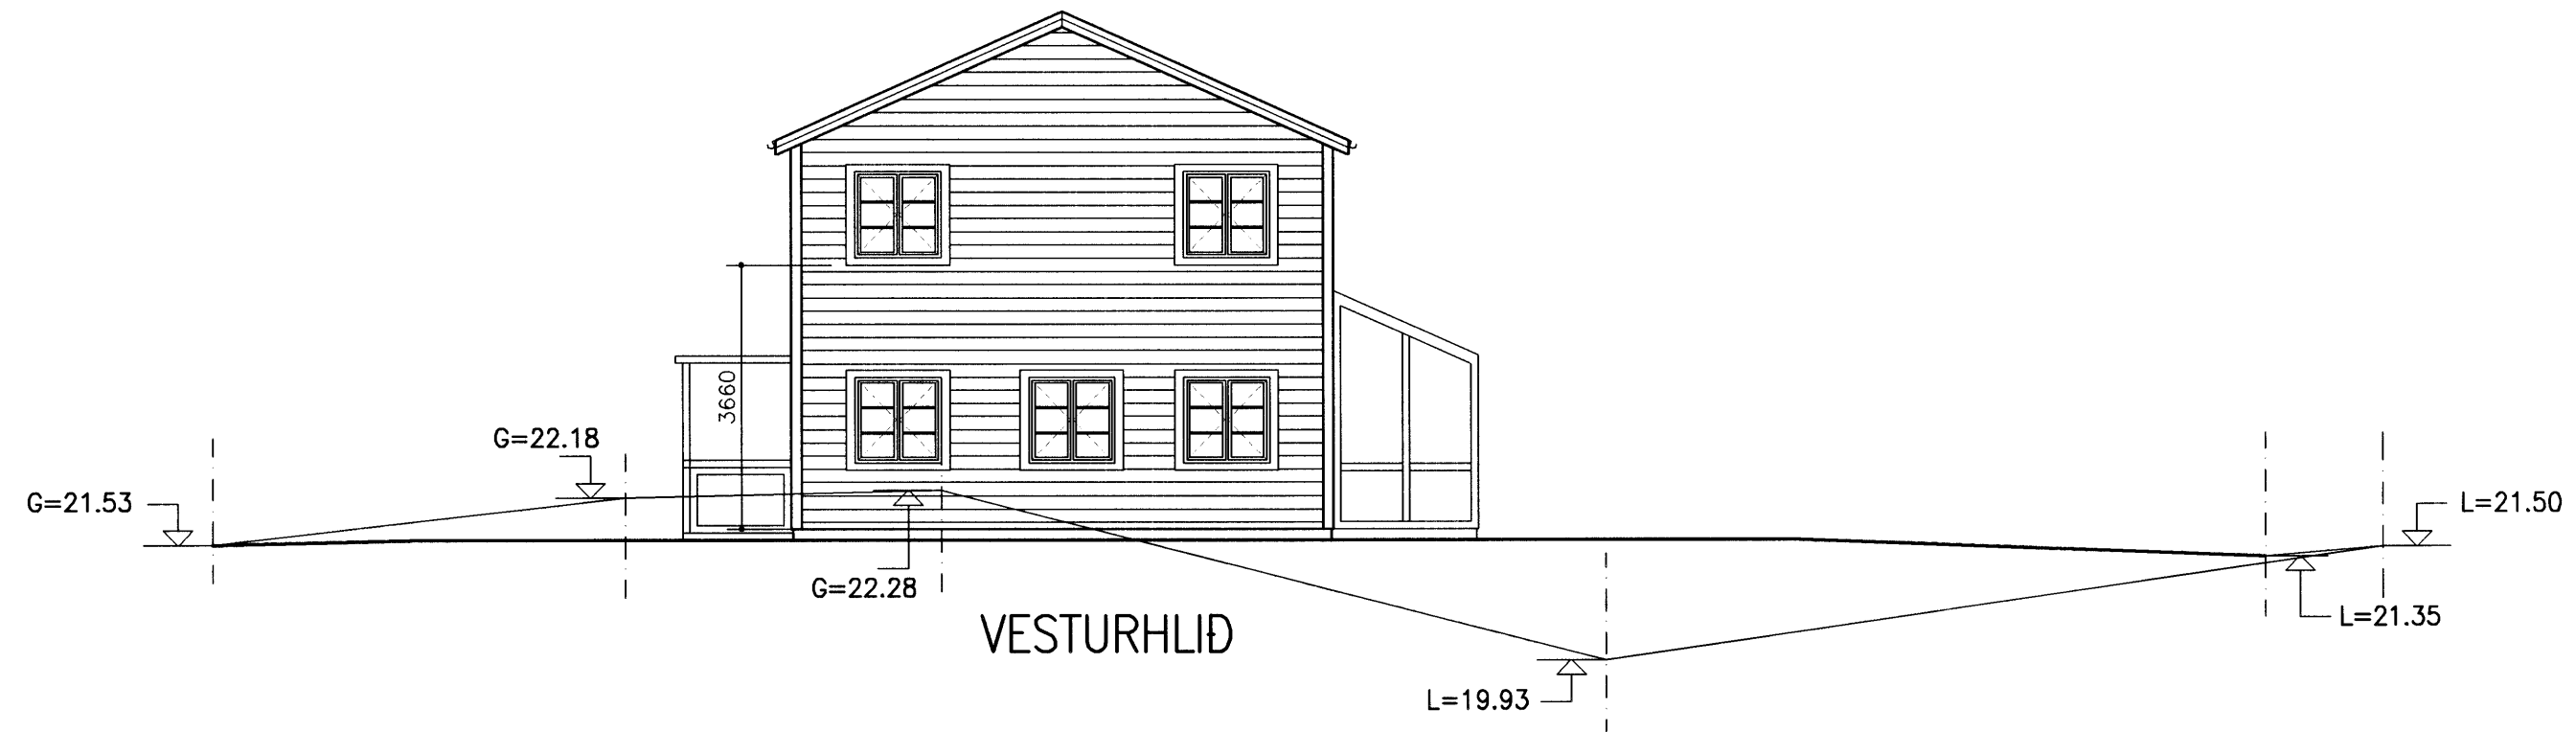 3660
G=22.18
G=21.53
L=21.50
G=22.28
L=21.35
VESTURHLIÐ
L=19.93